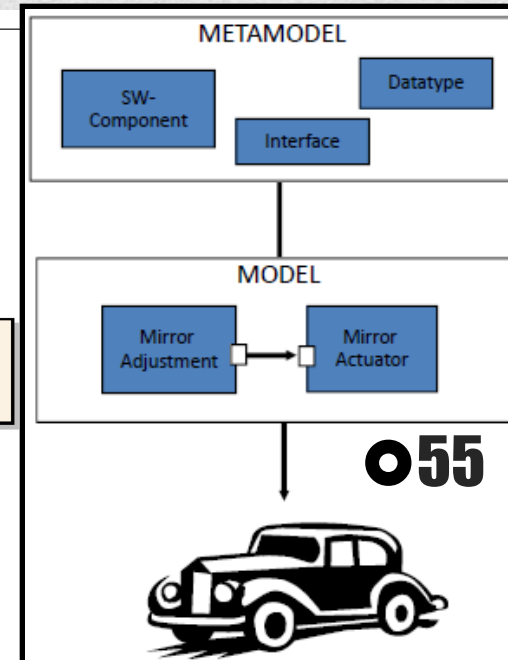 METAMODEL
SW-
Component
Datatype
Interface
MODEL
Mirror
Adjustment
Mirror
Actuator
55